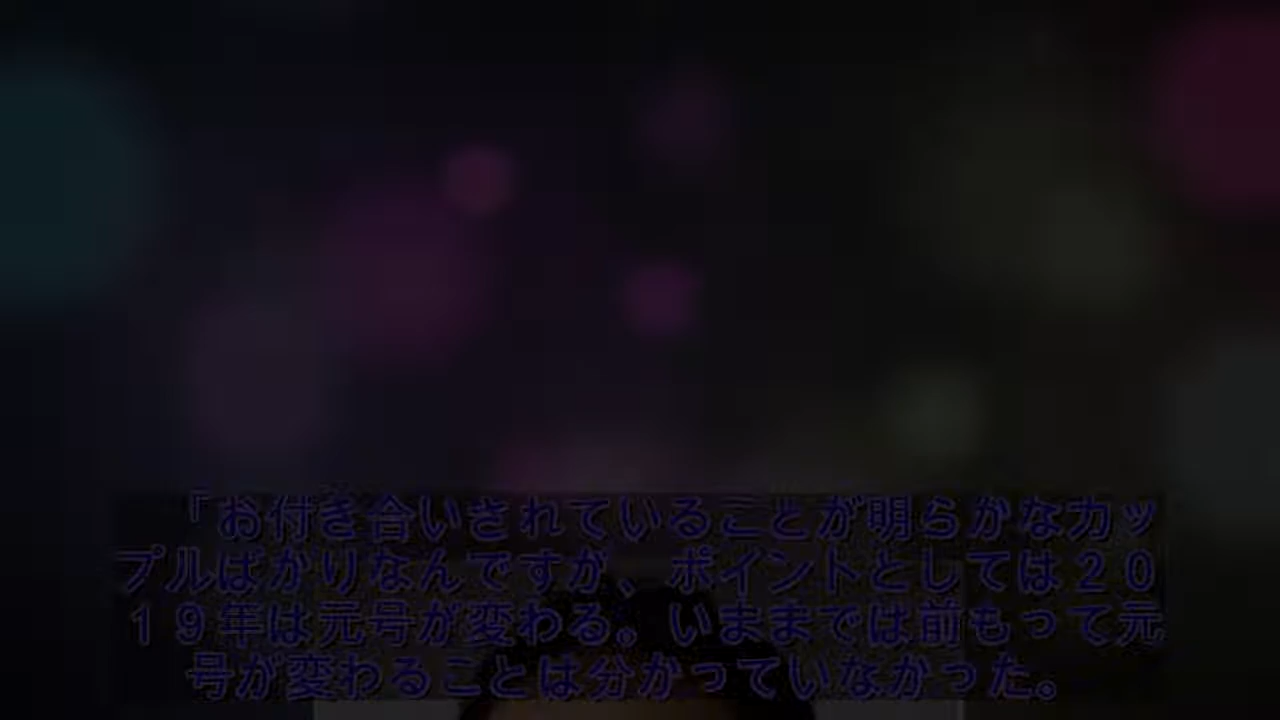 「お付き合いされていることが明らかなカッ
プルばかりなんですが、ポイントとしては２０
１９年は元号が変わる。いままでは前もって元
号が変わることは分かっていなかった。